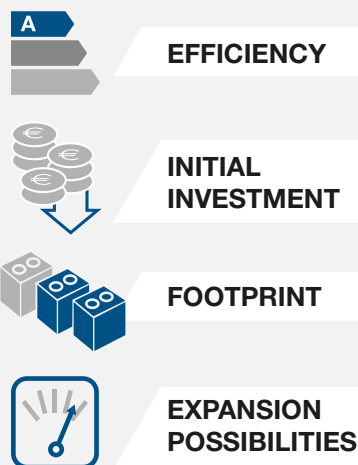 A
EFFICIENCY
€
€
€
INITIAL
INVESTMENT
FOOTPRINT
EXPANSION
POSSIBILITIES